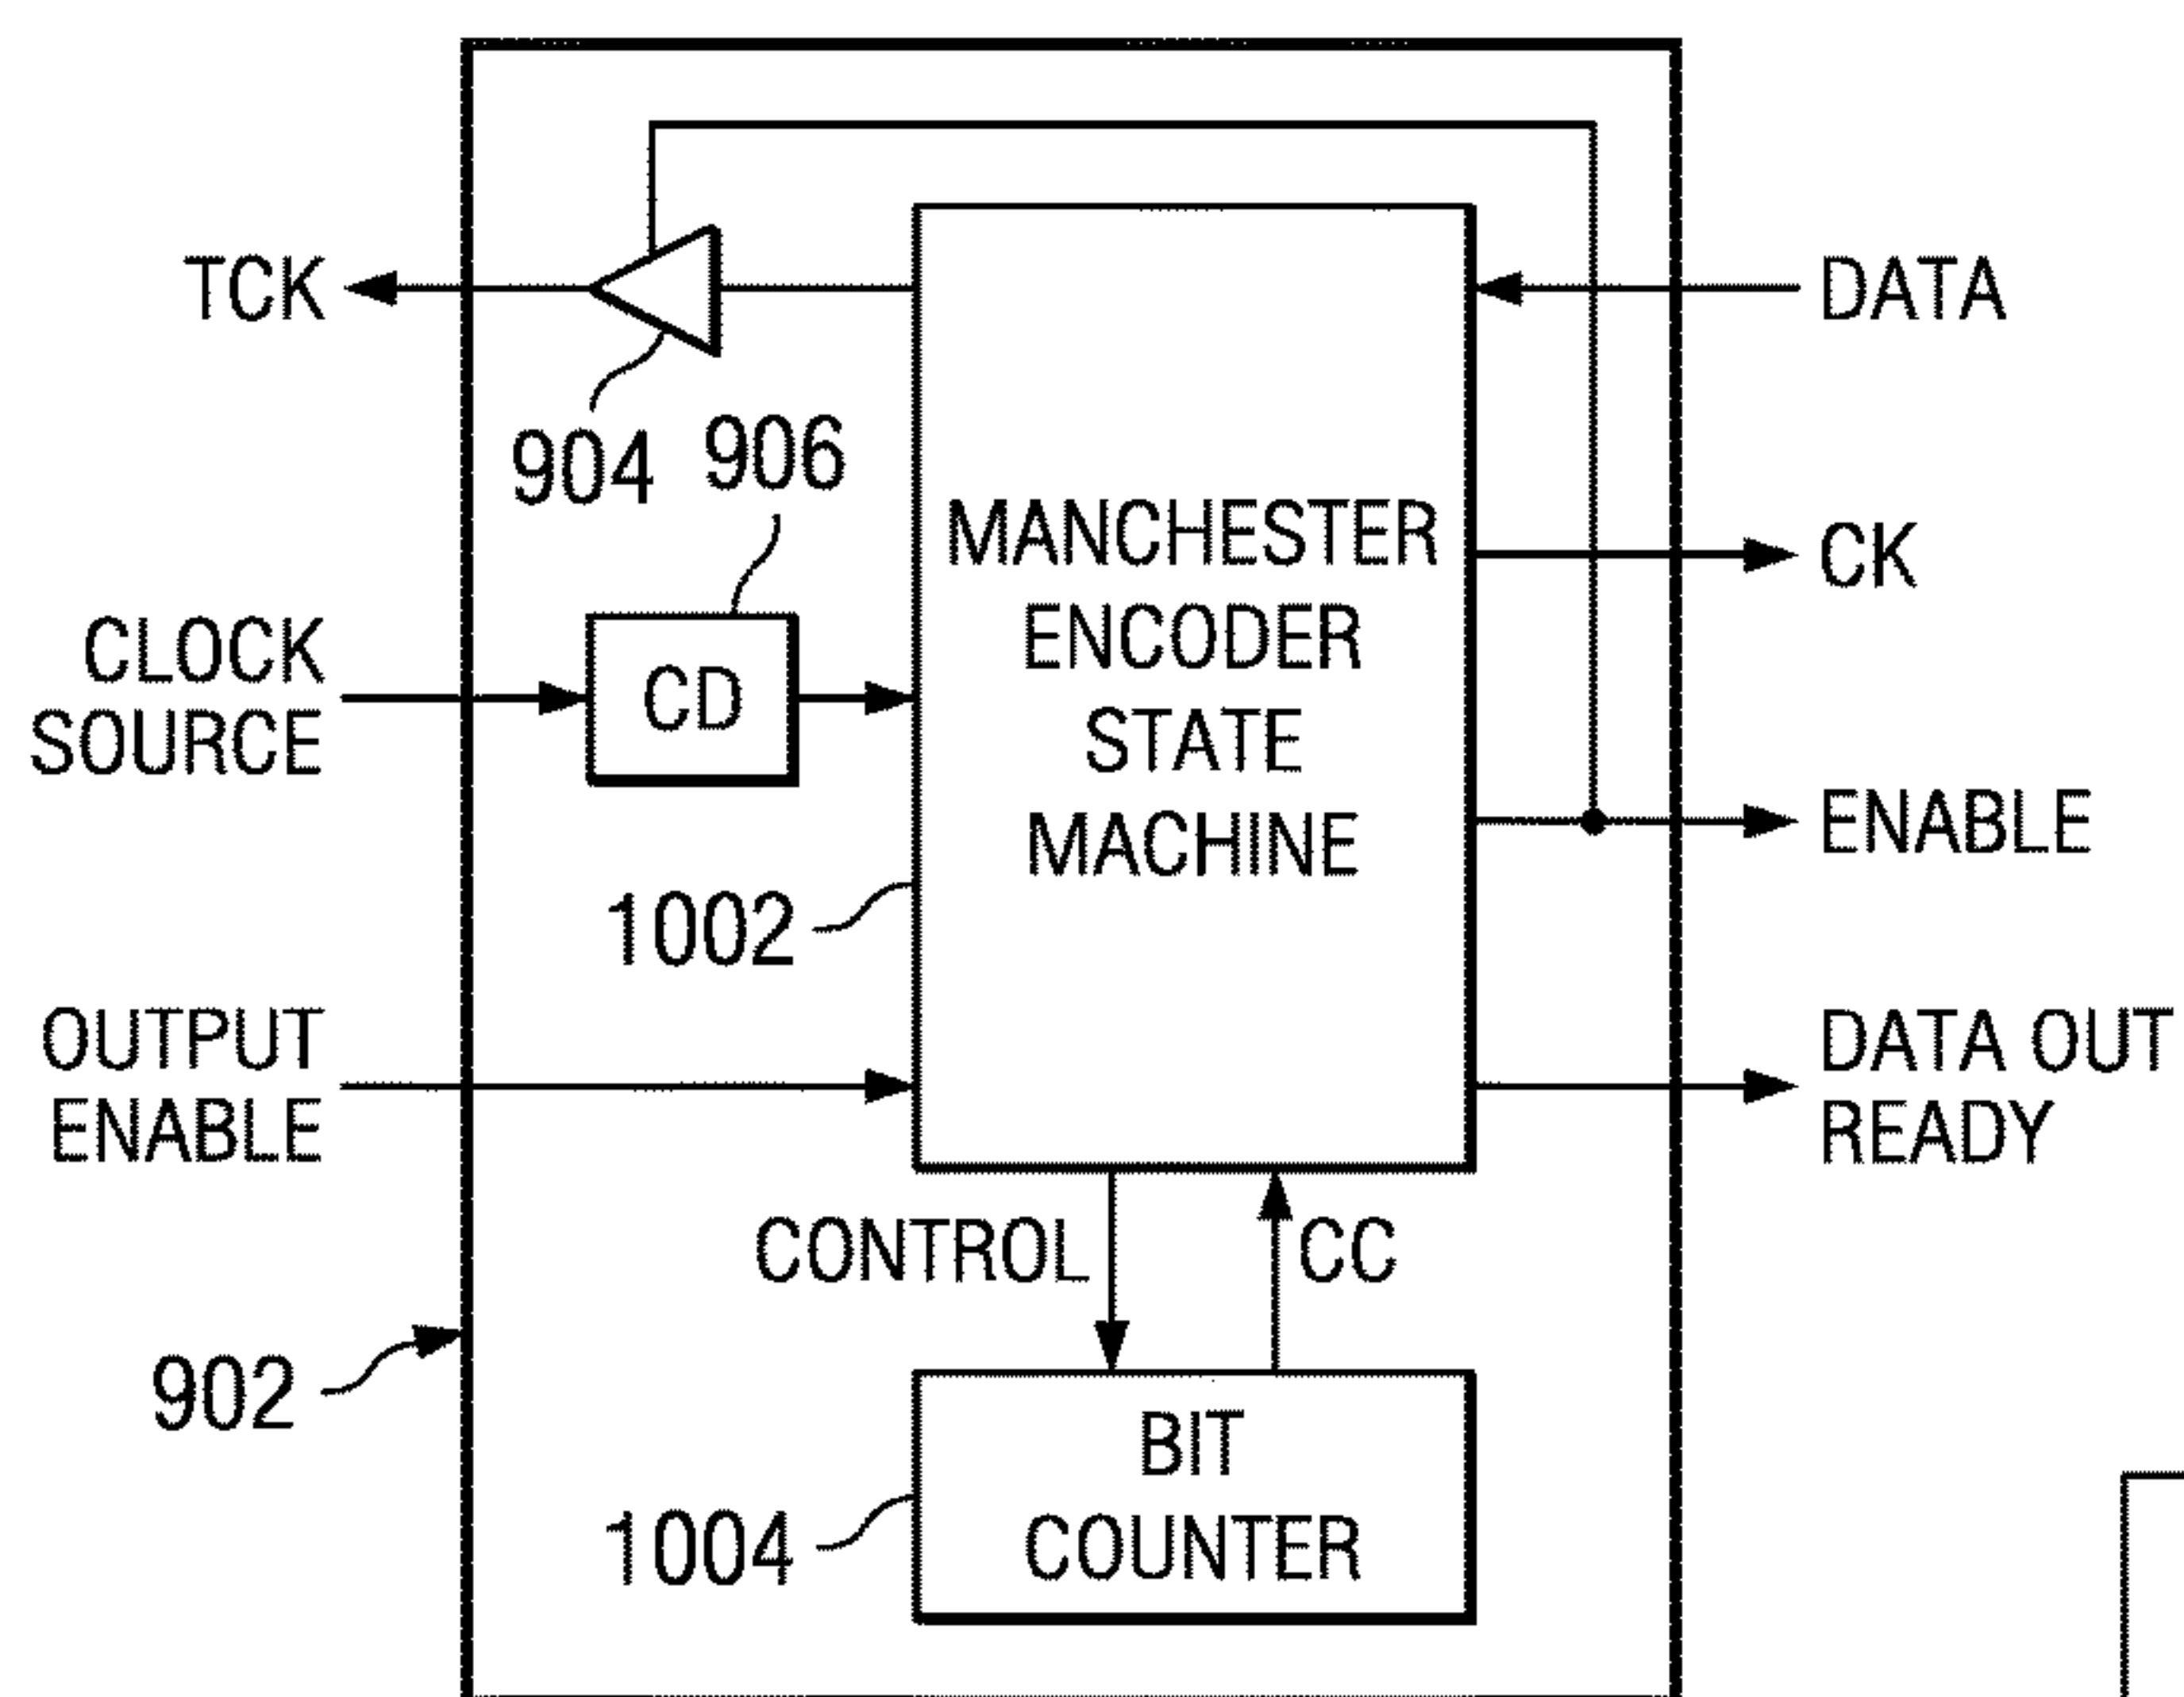 TCK
DATA
904
906
MANCHESTER
ENCODER
STATE
MACHINE
CK
CLOCK
SOURCE
CD
ENABLE
1002
OUTPUT
ENABLE
DATA OUT
READY
CONTROL
CC
902
BIT
COUNTER
1004